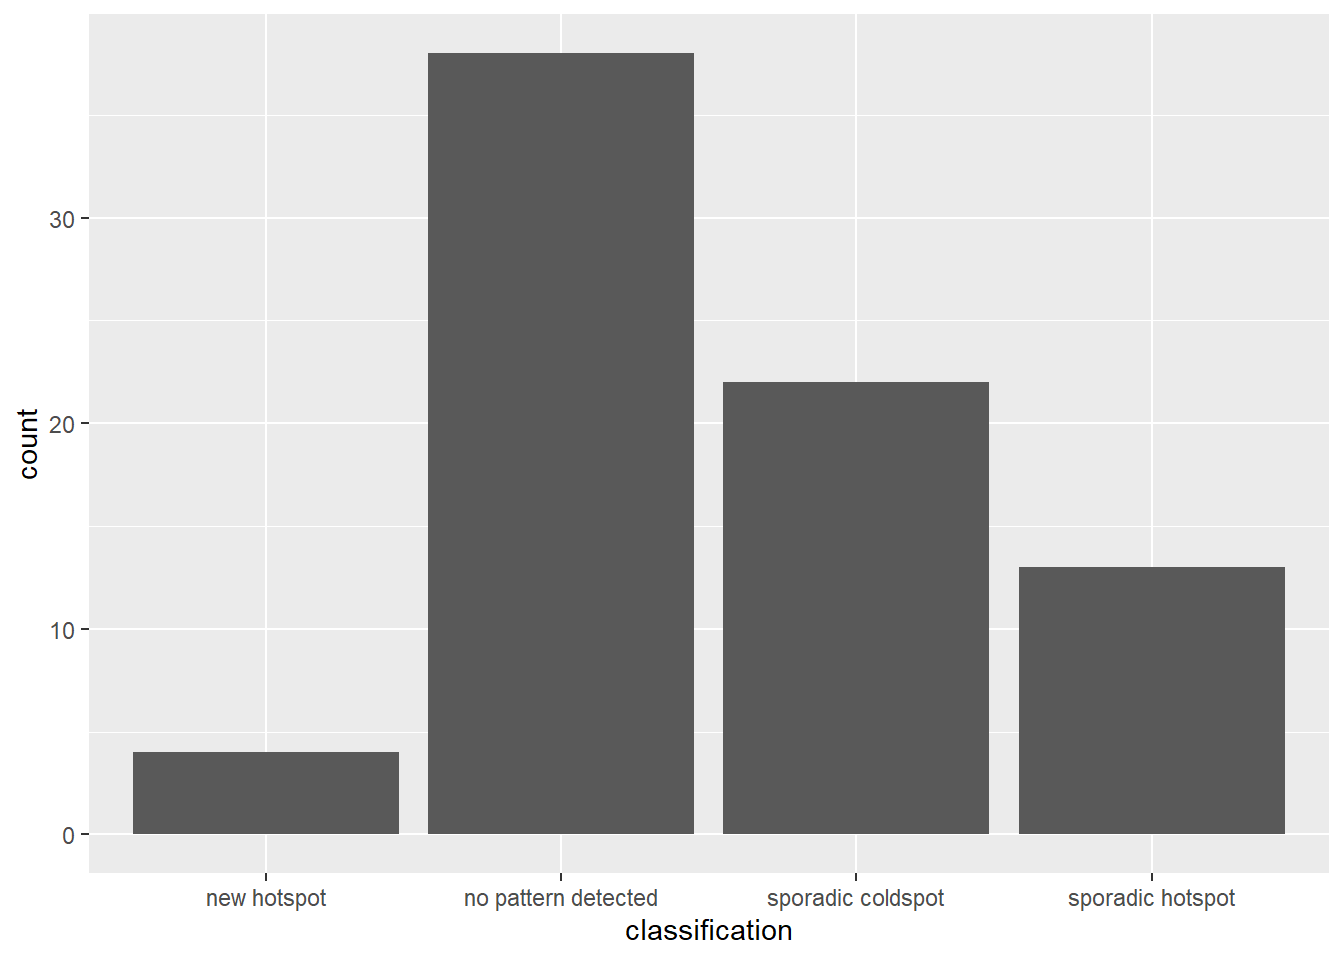 count
30
20
10
0
new hotspot no pattern detected sporadic coldspot sporadic hotspot
classification